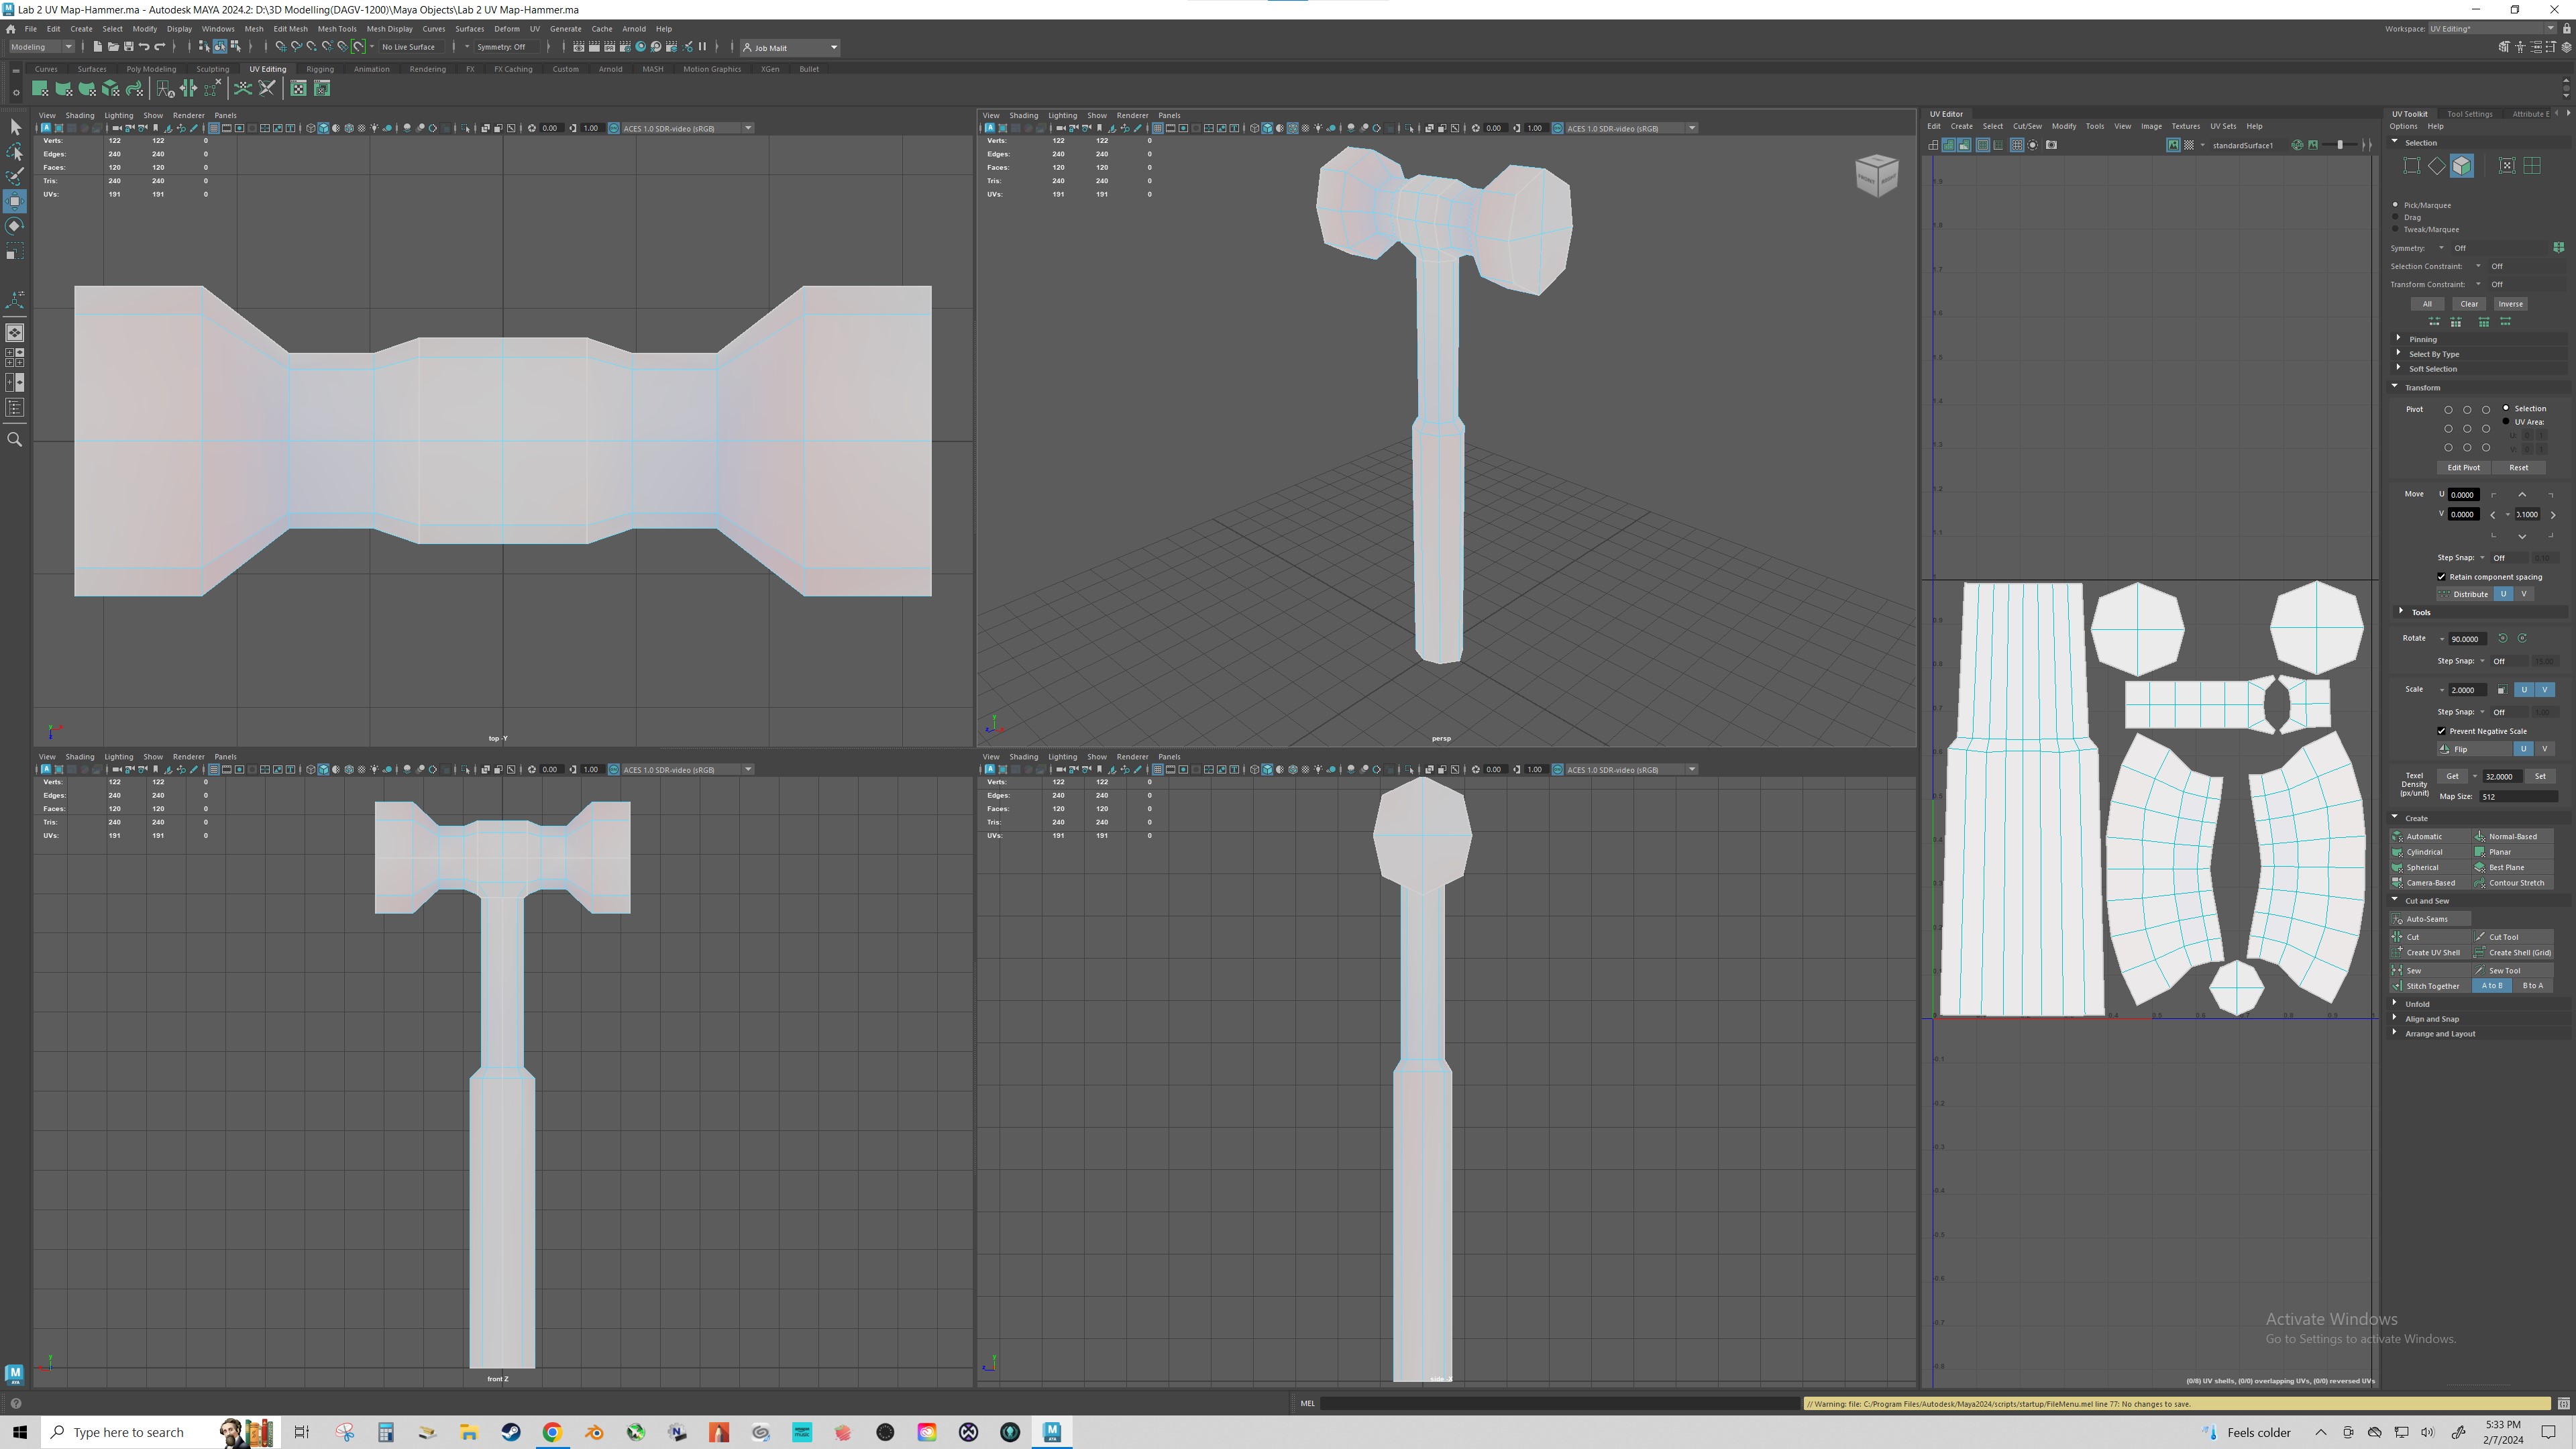 Lab 2 UV Map-Hammer.ma - Autodesk MAYA 2024.2: D:\3D Modelling(DAGV-1200)\Maya Objects\Lab 2 UV Map-Hammer.ma
File Edit Create Select Modify Display Windows Mesh Edit Mesh Mesh Tools Mesh Display Curves Surfaces Deform UV Generate Cache Arnold Help
Workspace: UV Editing*
Modeling
No Live Surface
Symmetry: Off
Job Malit
Curves Surfaces Poly Modeling Sculpting UV Editing Rigging Animation Rendering FX FX Caching Custom Arnold MASH Motion Graphics XGen Bullet
View Shading Lighting Show Renderer Panels
0.00 1.00 ACES 1.0 SDR-video (sRGB)
Verts: 122 122 0
Edges: 240 240 0
Faces: 120 120 0
Tris: 240 240 0
UVs: 191 191 0
top -Y
View Shading Lighting Show Renderer Panels
0.00 1.00 ACES 1.0 SDR-video (sRGB)
Verts: 122 122 0
Edges: 240 240 0
Faces: 120 120 0
Tris: 240 240 0
UVs: 191 191 0
FRONT RIGHT
persp
View Shading Lighting Show Renderer Panels
0.00 1.00 ACES 1.0 SDR-video (sRGB)
Verts: 122 122 0
Edges: 240 240 0
Faces: 120 120 0
Tris: 240 240 0
UVs: 191 191 0
front Z
View Shading Lighting Show Renderer Panels
0.00 1.00 ACES 1.0 SDR-video (sRGB)
Verts: 122 122 0
Edges: 240 240 0
Faces: 120 120 0
Tris: 240 240 0
UVs: 191 191 0
side -X
UV Editor
Edit Create Select Cut/Sew Modify Tools View Image Textures UV Sets Help
standardSurface1
(0/8) UV shells, (0/0) overlapping UVs, (0/0) reversed UVs
UV Toolkit Tool Settings Attribute E
Options Help
Selection
Pick/Marquee
Drag
Tweak/Marquee
Symmetry: Off
Selection Constraint: Off
Transform Constraint: Off
All Clear Inverse
Pinning
Select By Type
Soft Selection
Transform
Pivot Selection
UV Area:
U: 0 1
V: 0 1
Edit Pivot Reset
Move U 0.0000
V 0.0000 0.1000
Step Snap: Off
Retain component spacing
Distribute U V
Tools
Rotate 90.0000
Step Snap: Off
Scale 2.0000 U V
Step Snap: Off
Prevent Negative Scale
Flip U V
Texel Density (px/unit) Get 32.0000 Set
Map Size: 512
Create
Automatic Normal-Based
Cylindrical Planar
Spherical Best Plane
Camera-Based Contour Stretch
Cut and Sew
Auto-Seams
Cut Cut Tool
Create UV Shell Create Shell (Grid)
Sew Sew Tool
Stitch Together A to B B to A
Unfold
Align and Snap
Arrange and Layout
Activate Windows
Go to Settings to activate Windows.
MEL
// Warning: file: C:/Program Files/Autodesk/Maya2024/scripts/startup/FileMenu.mel line 77: No changes to save.
Type here to search
Feels colder
5:33 PM
2/7/2024